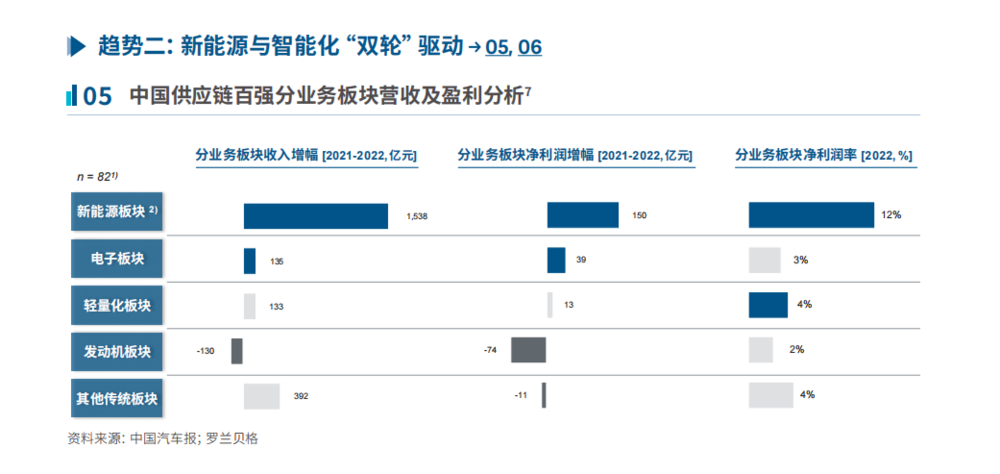 趋势二：新能源与智能化“双轮”驱动→05, 06
05 中国供应链百强分业务板块营收及盈利分析7
分业务板块收入增幅 [2021-2022,亿元] 分业务板块净利润增幅 [2021-2022,亿元] 分业务板块净利润率 [2022,%]
n = 821)
新能源板块 2) 1,538 150 12%
电子板块 135 39 3%
轻量化板块 133 13 4%
发动机板块 -130 -74 2%
其他传统板块 392 -11 4%
资料来源：中国汽车报；罗兰贝格